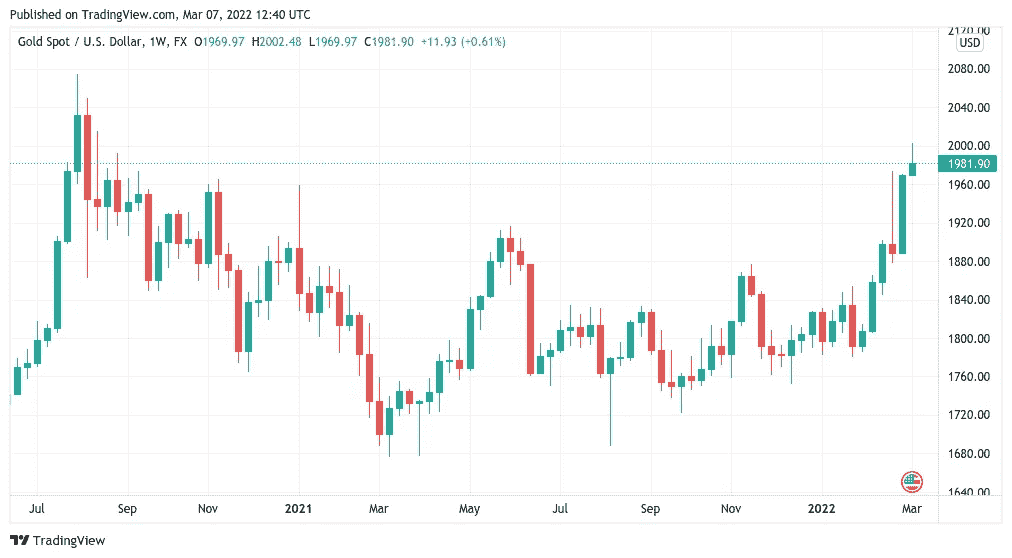 Published on TradingView.com, Mar 07, 2022 12:40 UTC
Gold Spot / U.S. Dollar, 1W, FX O1969.97 H2002.48 L1969.97 C1981.90 +11.93 (+0.61%)
2120.00
USD
2080.00
2040.00
2000.00
1981.90
1960.00
1920.00
1880.00
1840.00
1800.00
1760.00
1720.00
1680.00
1640.00
Jul Sep Nov 2021 Mar May Jul Sep Nov 2022 Mar
TradingView